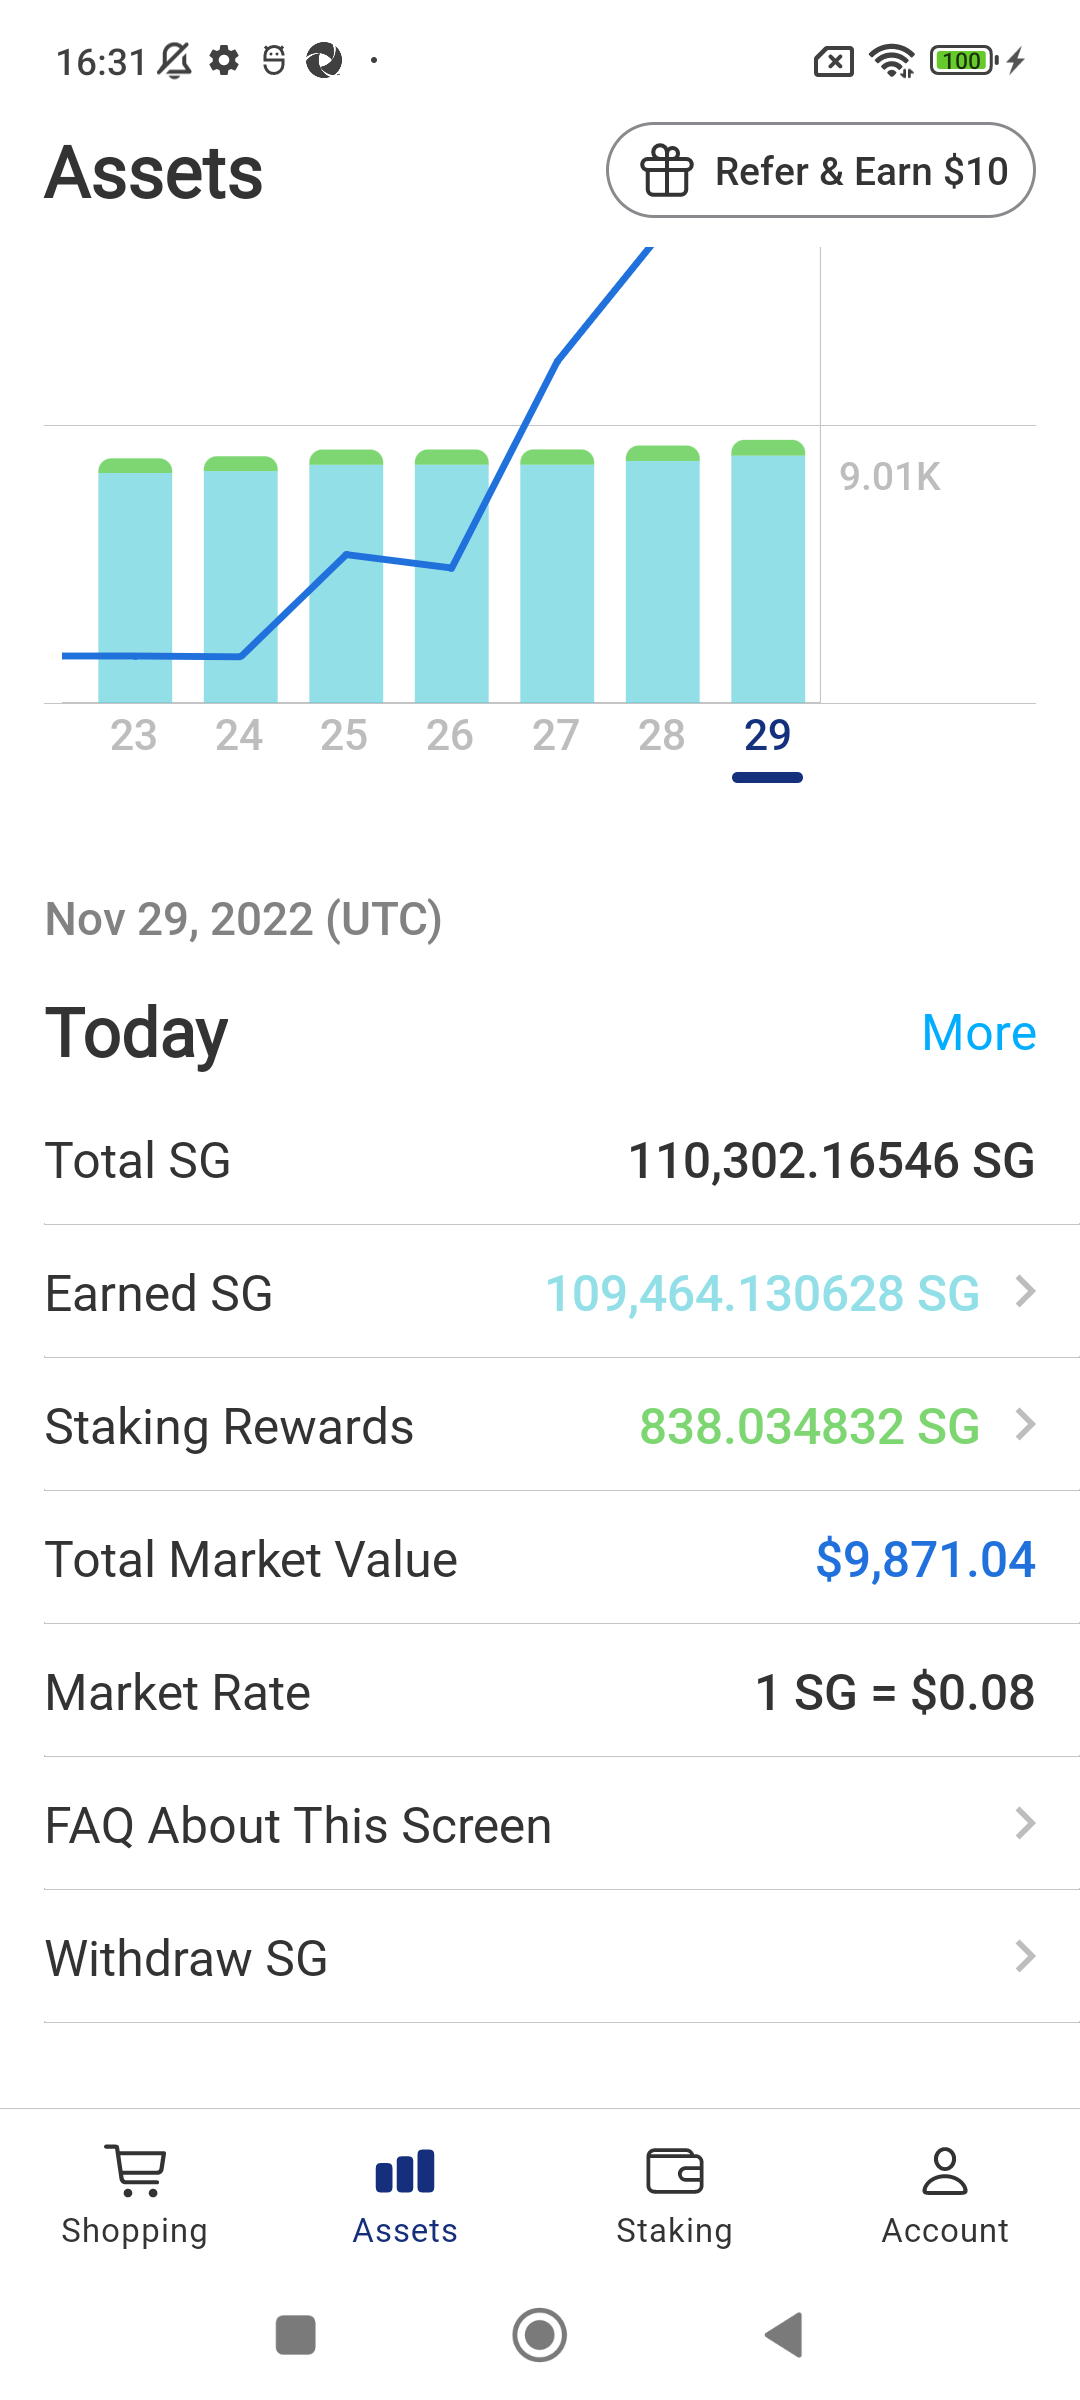 16:31
100
Assets
Refer & Earn $10
9.01K
23 24 25 26 27 28 29
Nov 29, 2022 (UTC)
Today More
Total SG 110,302.16546 SG
Earned SG 109,464.130628 SG
Staking Rewards 838.034832 SG
Total Market Value $9,871.04
Market Rate 1 SG = $0.08
FAQ About This Screen
Withdraw SG
Shopping Assets Staking Account